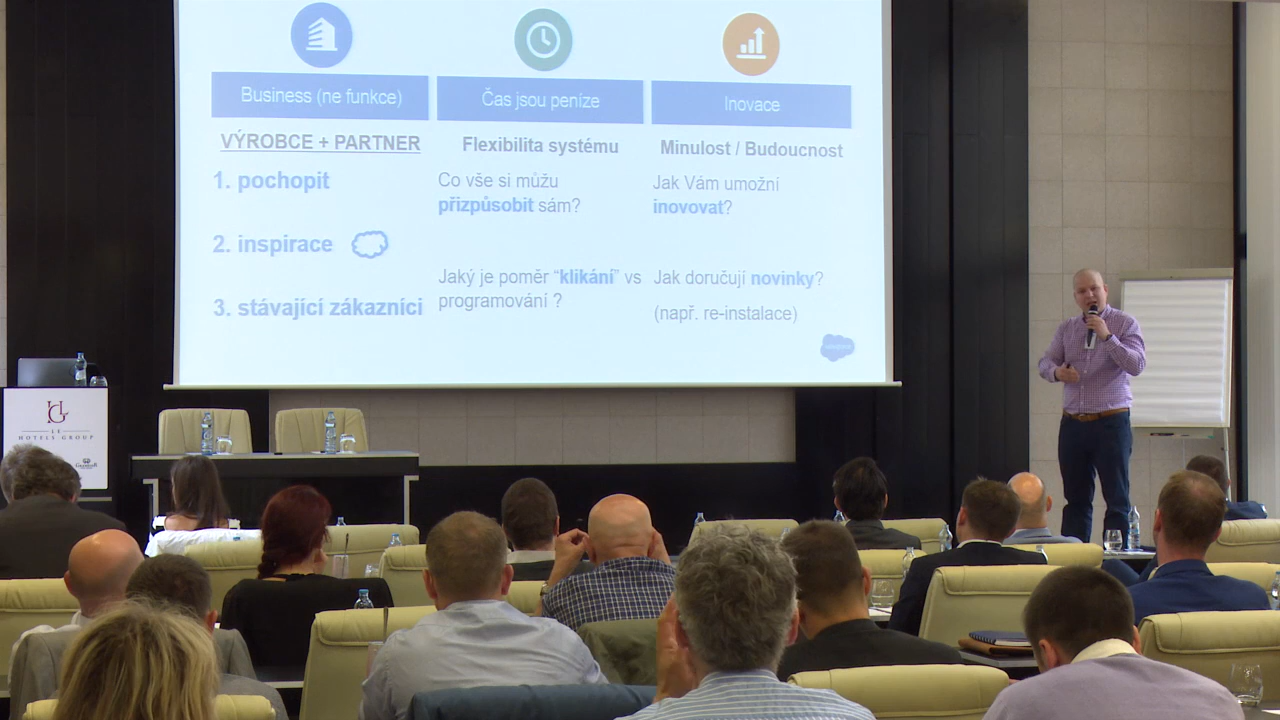 Business (ne funkce)
VÝROBCE + PARTNER
1. pochopit
2. inspirace
3. stávající zákazníci
Čas jsou peníze
Flexibilita systému
Co vše si můžu
přizpůsobit sám?
Jaký je poměr “klikání” vs
programování ?
Inovace
Minulost / Budoucnost
Jak Vám umožní
inovovat?
Jak doručují novinky?
(např. re-instalace)
HOTELS GROUP